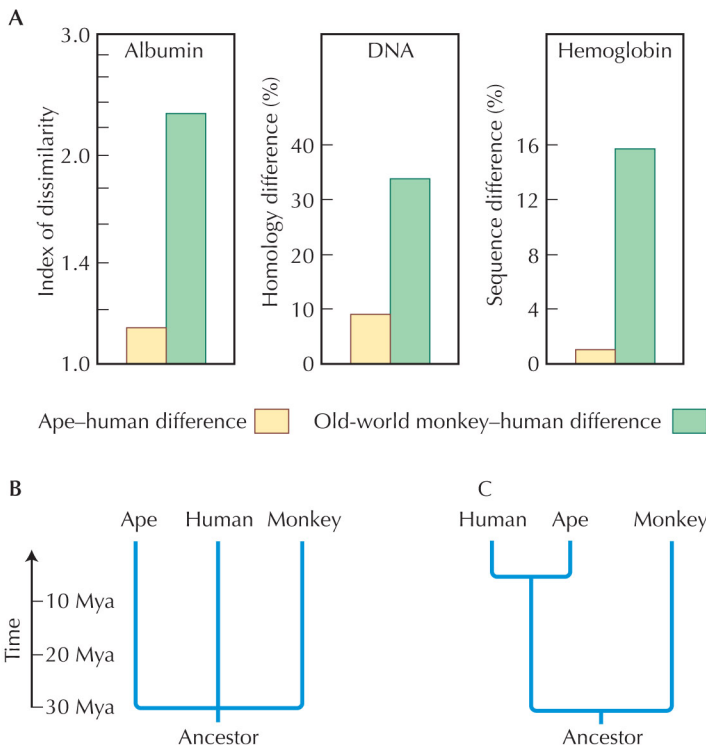 A
Albumin
Index of dissimilarity
3.0
2.0
1.4
1.0
DNA
Homology difference (%)
40
30
20
10
0
Hemoglobin
Sequence difference (%)
16
12
8
4
0
Ape–human difference
Old-world monkey–human difference
B
Ape Human Monkey
Time
10 Mya
20 Mya
30 Mya
Ancestor
C
Human Ape Monkey
Ancestor